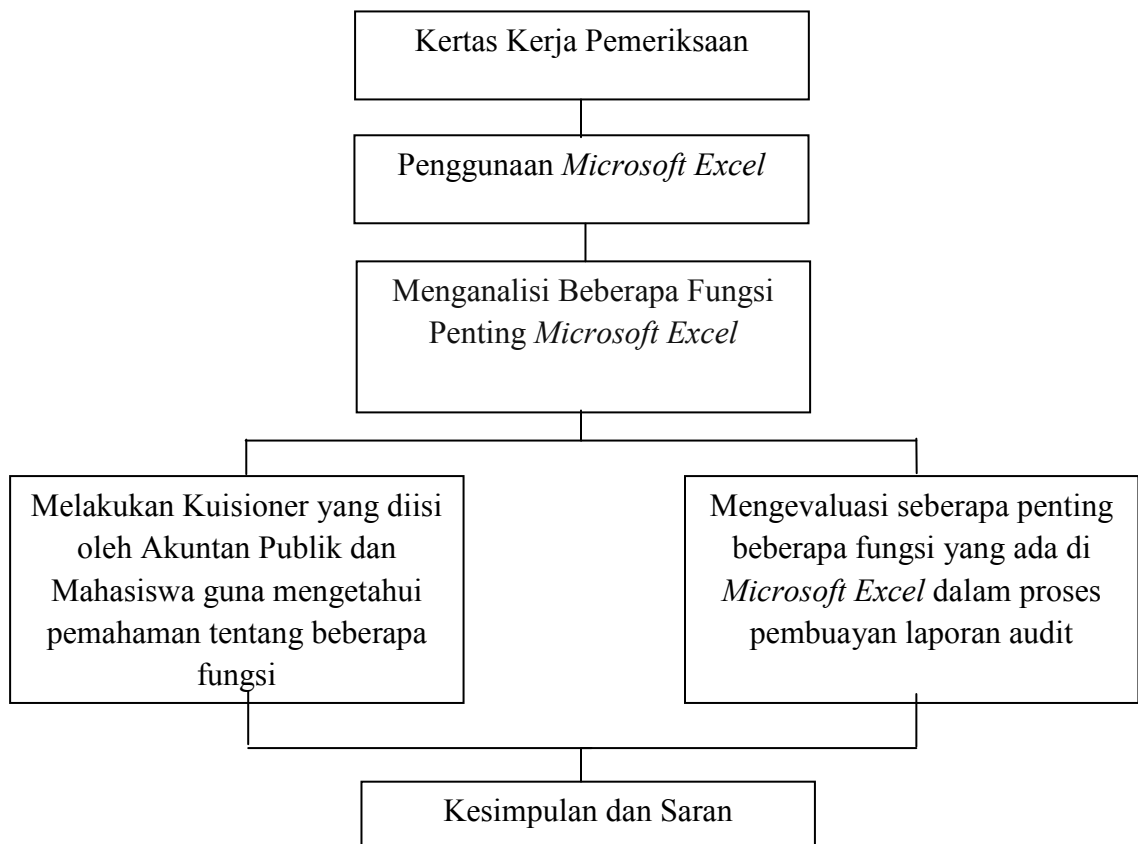 Kertas Kerja Pemeriksaan
Penggunaan Microsoft Excel
Menganalisi Beberapa Fungsi
Penting Microsoft Excel
Melakukan Kuisioner yang diisi
oleh Akuntan Publik dan
Mahasiswa guna mengetahui
pemahaman tentang beberapa
fungsi
Mengevaluasi seberapa penting
beberapa fungsi yang ada di
Microsoft Excel dalam proses
pembuayan laporan audit
Kesimpulan dan Saran